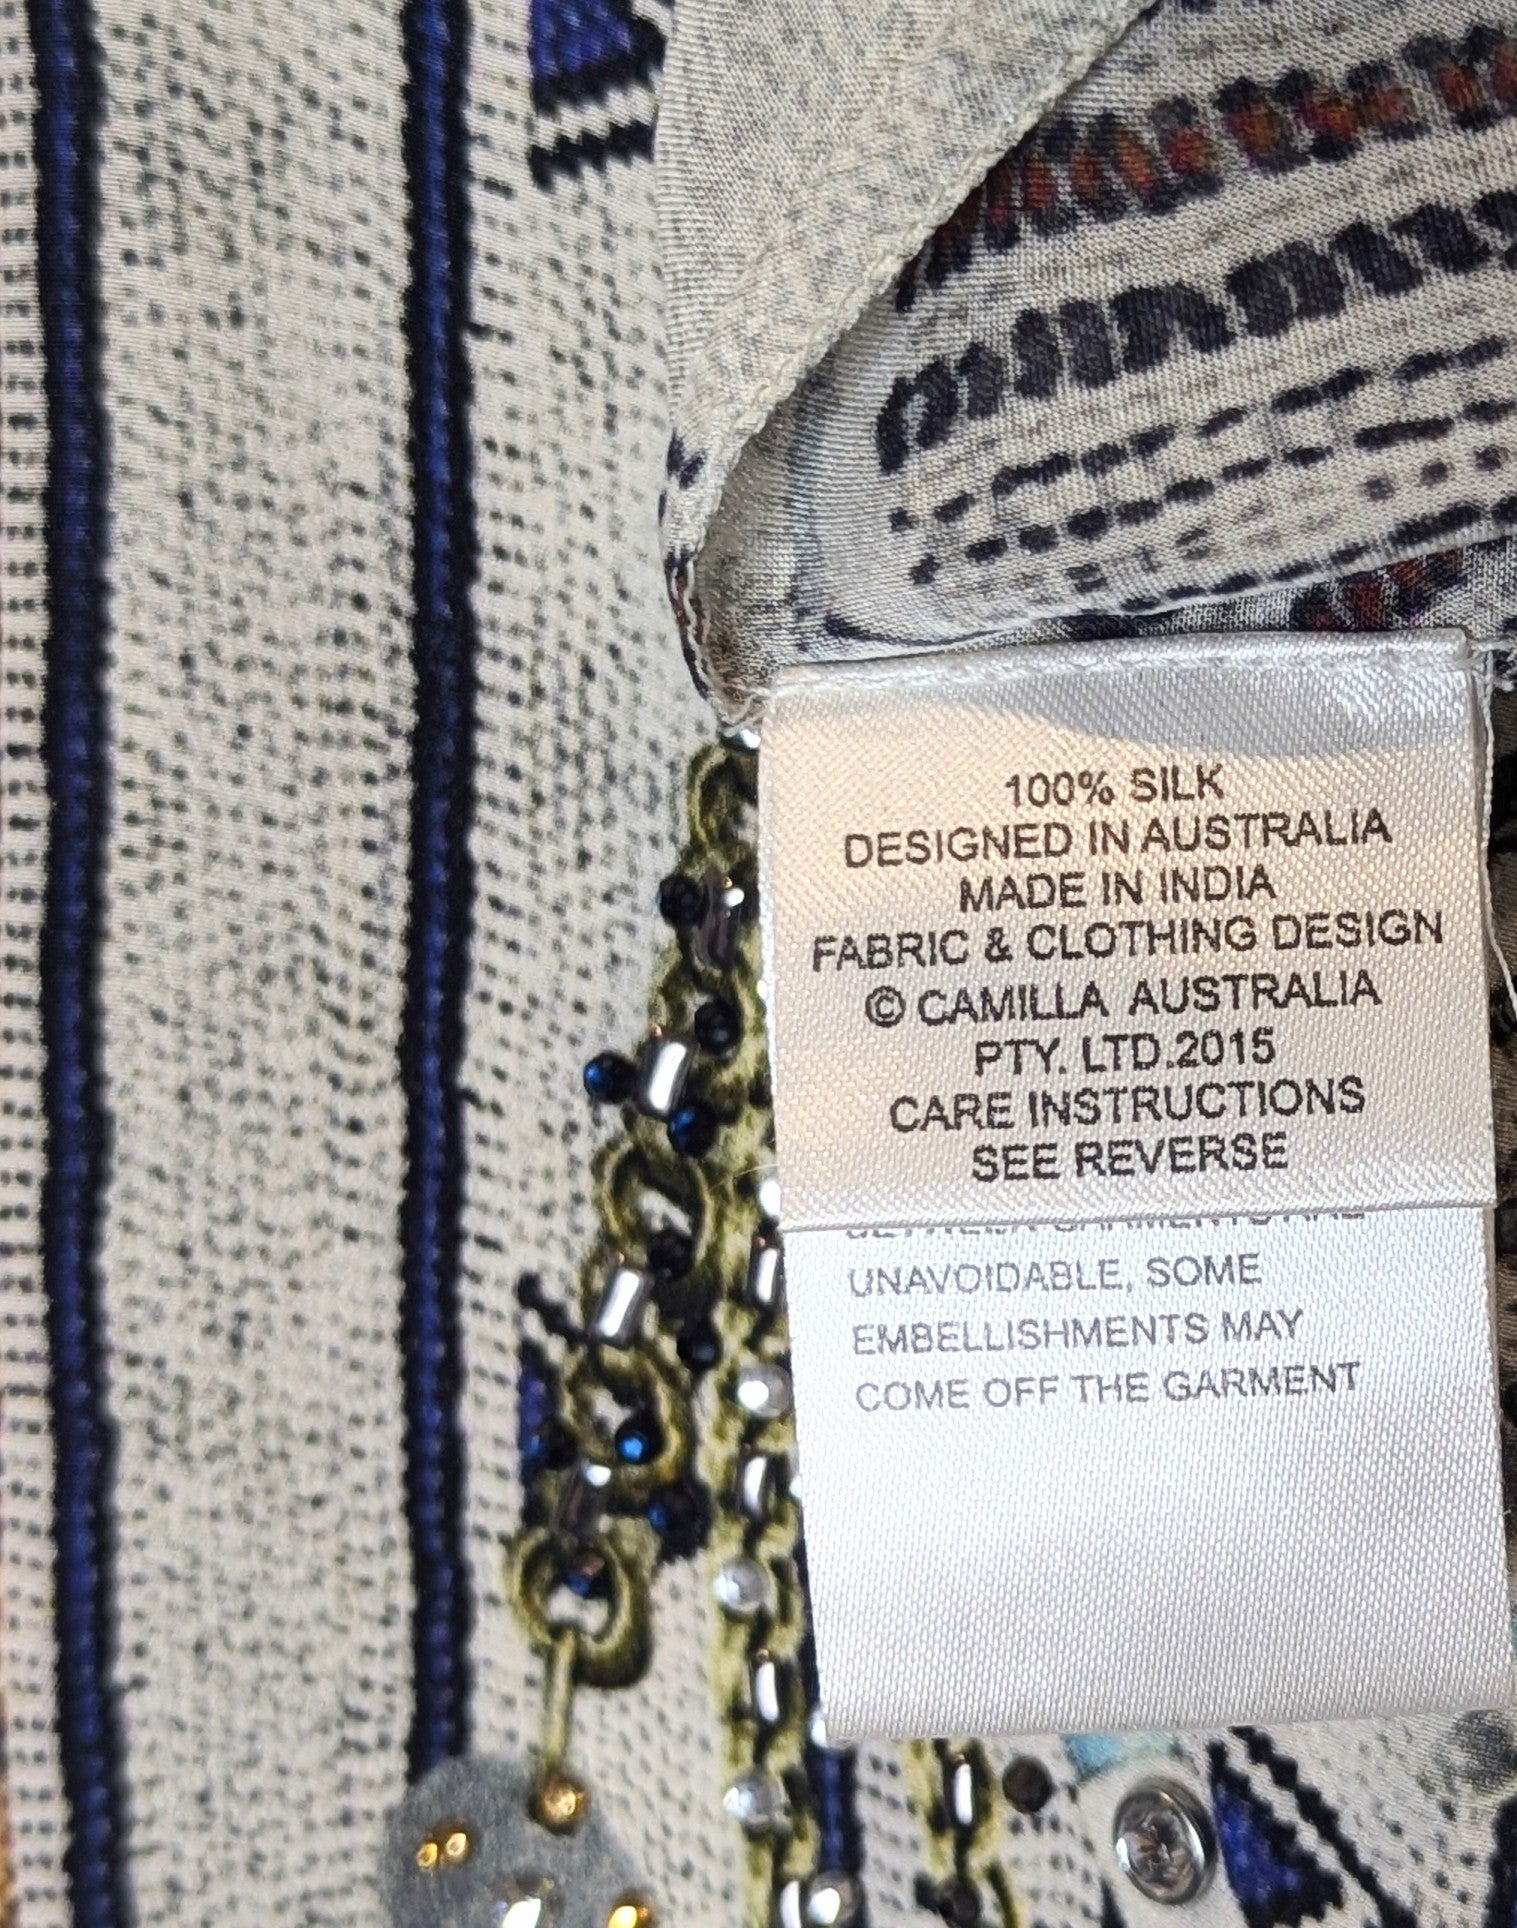 100% SILK
DESIGNED IN AUSTRALIA
MADE IN INDIA
FABRIC & CLOTHING DESIGN
© CAMILLA AUSTRALIA
PTY. LTD.2015
CARE INSTRUCTIONS
SEE REVERSE
UNAVOIDABLE, SOME
EMBELLISHMENTS MAY
COME OFF THE GARMENT